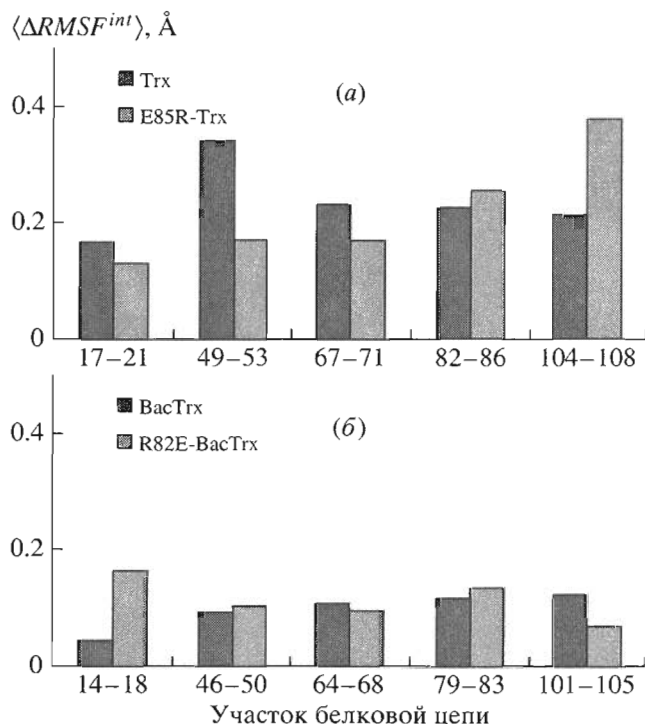 ⟨ΔRMSF^int⟩, Å
Trx
(а)
E85R-Trx
0.4
0.2
0
17–21 49–53 67–71 82–86 104–108
BacTrx
(б)
R82E-BacTrx
0.4
0.2
0
14–18 46–50 64–68 79–83 101–105
Участок белковой цепи